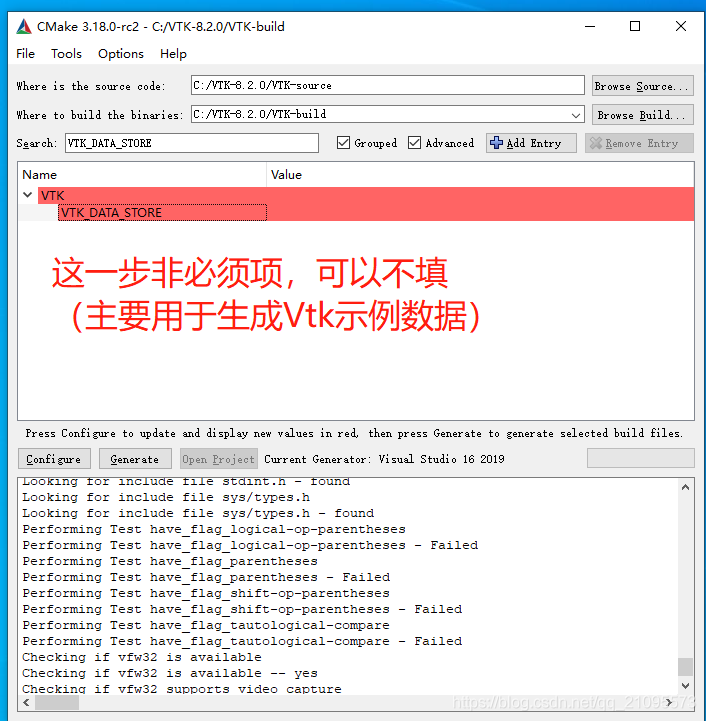 CMake 3.18.0-rc2 - C:/VTK-8.2.0/VTK-build
File Tools Options Help
Where is the source code: C:/VTK-8.2.0/VTK-source Browse Source...
Where to build the binaries: C:/VTK-8.2.0/VTK-build Browse Build...
Search: VTK_DATA_STORE Grouped Advanced Add Entry Remove Entry
Name Value
VTK
VTK_DATA_STORE
这一步非必须项，可以不填
（主要用于生成Vtk示例数据）
Press Configure to update and display new values in red, then press Generate to generate selected build files.
Configure Generate Open Project Current Generator: Visual Studio 16 2019
Looking for include file stdint.h - found
Looking for include file sys/types.h
Looking for include file sys/types.h - found
Performing Test have_flag_logical-op-parentheses
Performing Test have_flag_logical-op-parentheses - Failed
Performing Test have_flag_parentheses
Performing Test have_flag_parentheses - Failed
Performing Test have_flag_shift-op-parentheses
Performing Test have_flag_shift-op-parentheses - Failed
Performing Test have_flag_tautological-compare
Performing Test have_flag_tautological-compare - Failed
Checking if vfw32 is available
Checking if vfw32 is available -- yes
Checking if vfw32 supports video capture